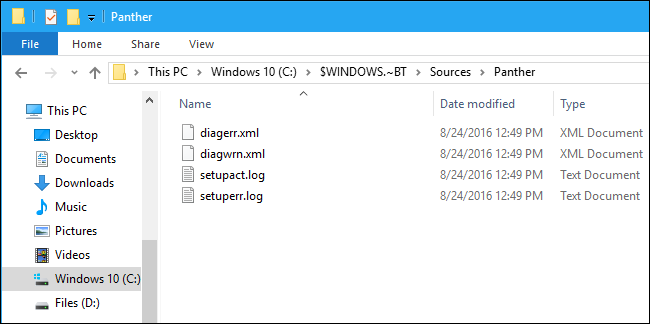 Panther
File Home Share View
This PC Windows 10 (C:) $WINDOWS.~BT Sources Panther
This PC
Desktop
Documents
Downloads
Music
Pictures
Videos
Windows 10 (C:)
Files (D:)
Name Date modified Type
diagerr.xml 8/24/2016 12:49 PM XML Document
diagwrn.xml 8/24/2016 12:49 PM XML Document
setupact.log 8/24/2016 12:49 PM Text Document
setuperr.log 8/24/2016 12:49 PM Text Document